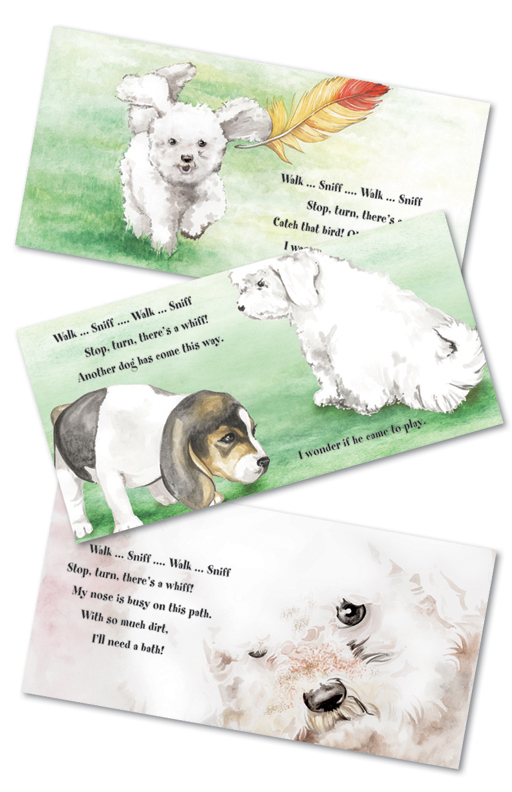 Walk ... Sniff .... Walk ... Sniff
Stop, turn, there's a
Catch that bird!
I
Walk ... Sniff .... Walk ... Sniff
Stop, turn, there's a whiff!
Another dog has come this way.
I wonder if he came to play.
Walk ... Sniff .... Walk ... Sniff
Stop, turn, there's a whiff!
My nose is busy on this path.
With so much dirt,
I'll need a bath!